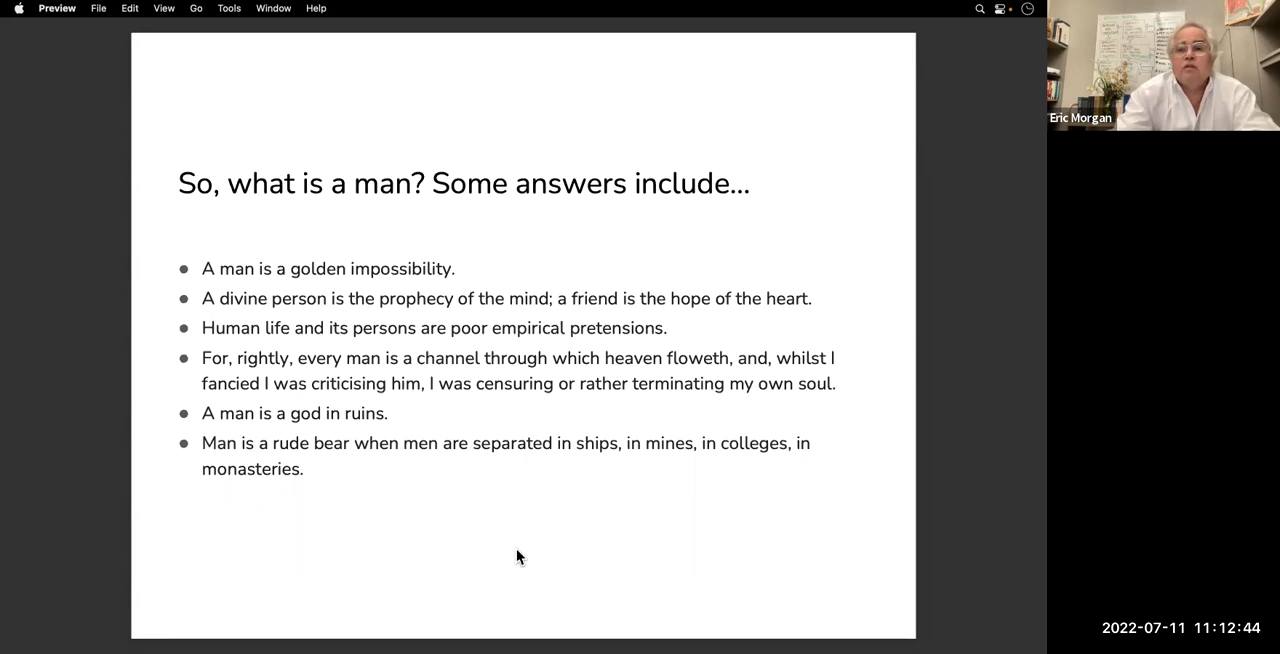 Preview File Edit View Go Tools Window Help
Eric Morgan
So, what is a man? Some answers include...
● A man is a golden impossibility.
● A divine person is the prophecy of the mind; a friend is the hope of the heart.
● Human life and its persons are poor empirical pretensions.
● For, rightly, every man is a channel through which heaven floweth, and, whilst I
fancied I was criticising him, I was censuring or rather terminating my own soul.
● A man is a god in ruins.
● Man is a rude bear when men are separated in ships, in mines, in colleges, in
monasteries.
2022-07-11 11:12:44